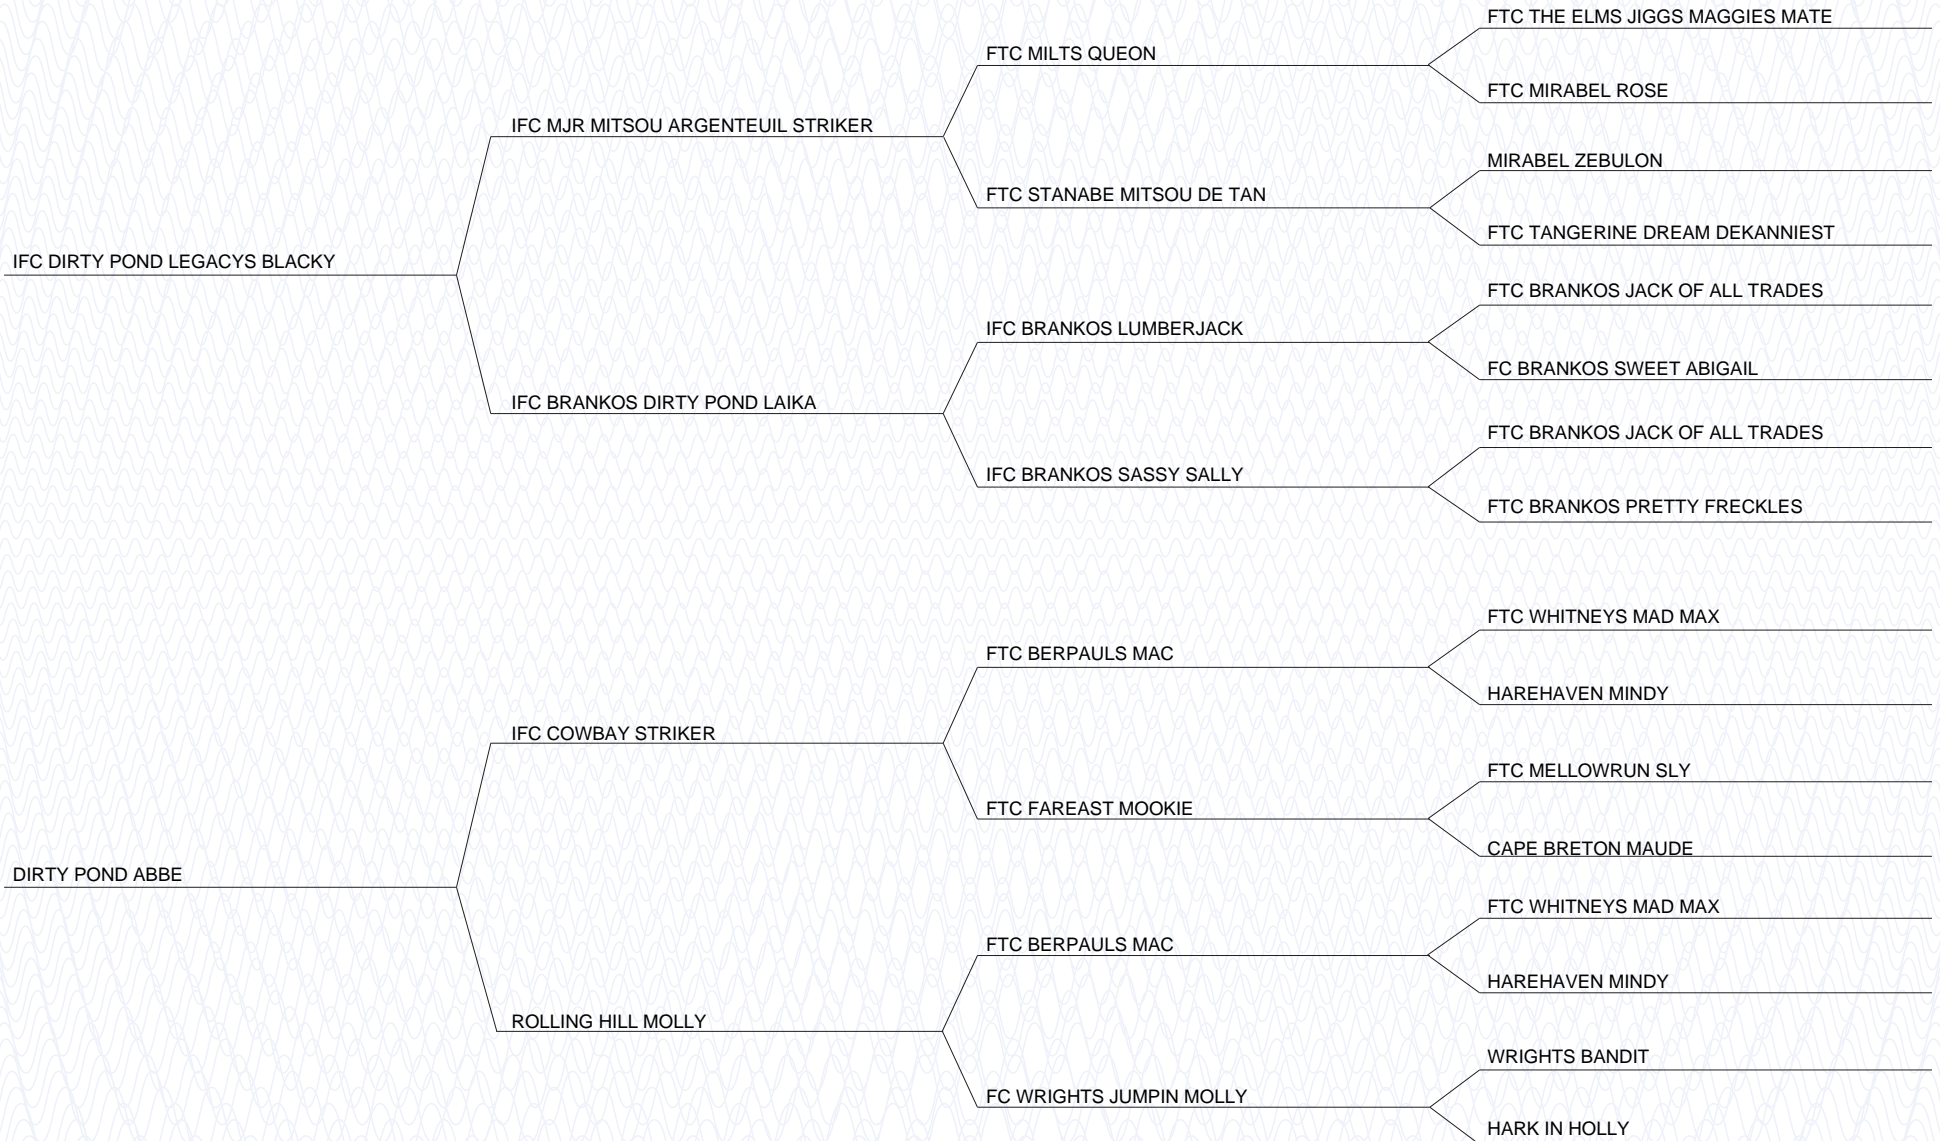 FTC THE ELMS JIGGS MAGGIES MATE
FTC MILTS QUEON
FTC MIRABEL ROSE
IFC MJR MITSOU ARGENTEUIL STRIKER
MIRABEL ZEBULON
FTC STANABE MITSOU DE TAN
FTC TANGERINE DREAM DEKANNIEST
IFC DIRTY POND LEGACYS BLACKY
FTC BRANKOS JACK OF ALL TRADES
IFC BRANKOS LUMBERJACK
FC BRANKOS SWEET ABIGAIL
IFC BRANKOS DIRTY POND LAIKA
FTC BRANKOS JACK OF ALL TRADES
IFC BRANKOS SASSY SALLY
FTC BRANKOS PRETTY FRECKLES
FTC WHITNEYS MAD MAX
FTC BERPAULS MAC
HAREHAVEN MINDY
IFC COWBAY STRIKER
FTC MELLOWRUN SLY
FTC FAREAST MOOKIE
CAPE BRETON MAUDE
DIRTY POND ABBE
FTC WHITNEYS MAD MAX
FTC BERPAULS MAC
HAREHAVEN MINDY
ROLLING HILL MOLLY
WRIGHTS BANDIT
FC WRIGHTS JUMPIN MOLLY
HARK IN HOLLY